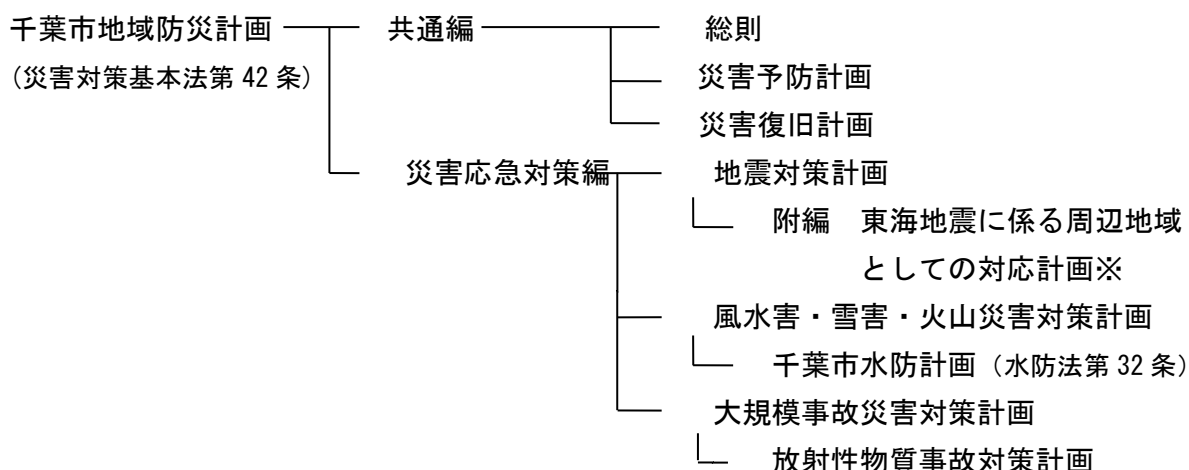 千葉市地域防災計画 共通編 総則
(災害対策基本法第 42 条) 災害予防計画
災害復旧計画
災害応急対策編 地震対策計画
附編 東海地震に係る周辺地域
としての対応計画※
風水害・雪害・火山災害対策計画
千葉市水防計画(水防法第 32 条)
大規模事故災害対策計画
放射性物質事故対策計画